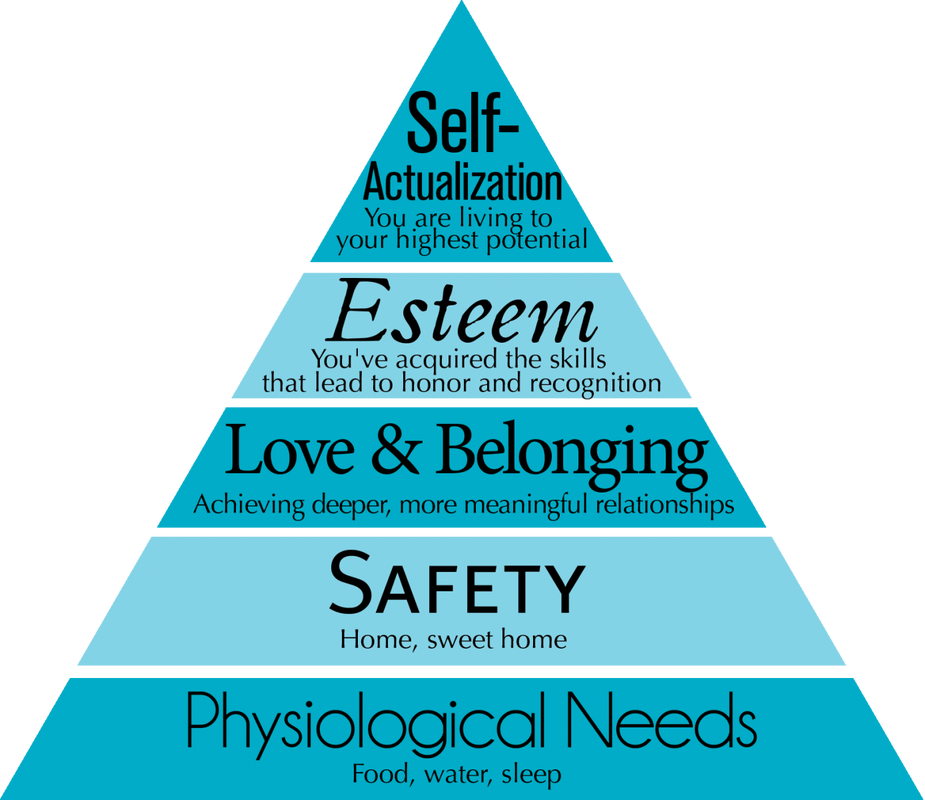 Self-
Actualization
You are living to
your highest potential
Esteem
You've acquired the skills
that lead to honor and recognition
Love & Belonging
Achieving deeper, more meaningful relationships
SAFETY
Home, sweet home
Physiological Needs
Food, water, sleep